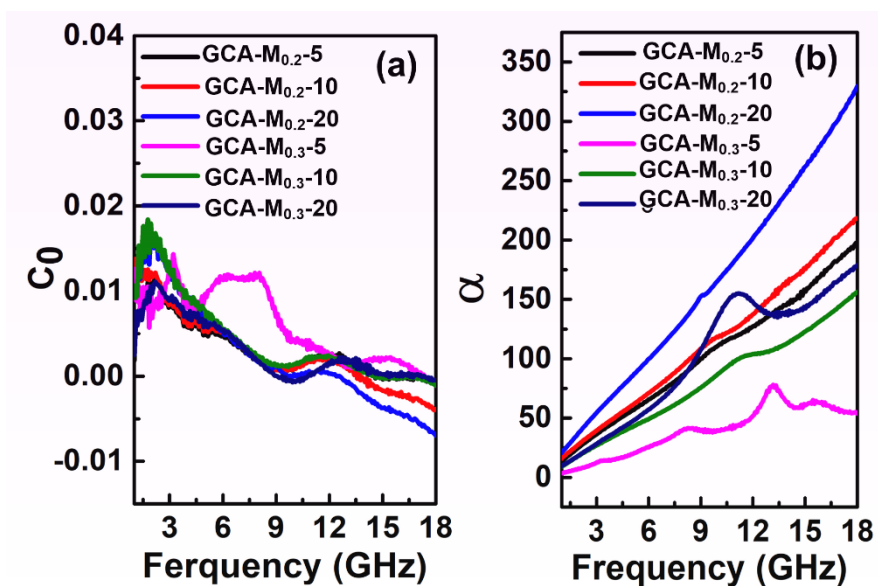 0.04
0.03
0.02
0.01
0.00
-0.01
C0
GCA-M0.2-5
GCA-M0.2-10
GCA-M0.2-20
GCA-M0.3-5
GCA-M0.3-10
GCA-M0.3-20
(a)
3 6 9 12 15 18
Ferquency (GHz)
350
325
250
225
150
125
50
25
0
α
GCA-M0.2-5
GCA-M0.2-10
GCA-M0.2-20
GCA-M0.3-5
GCA-M0.3-10
GCA-M0.3-20
(b)
3 6 9 12 15 18
Frequency (GHz)